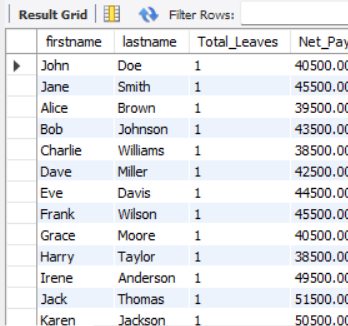 Result Grid Filter Rows:
firstname lastname Total_Leaves Net_Pay
John Doe 1 40500.00
Jane Smith 1 45500.00
Alice Brown 1 39500.00
Bob Johnson 1 43500.00
Charlie Williams 1 38500.00
Dave Miller 1 42500.00
Eve Davis 1 44500.00
Frank Wilson 1 45500.00
Grace Moore 1 40500.00
Harry Taylor 1 38500.00
Irene Anderson 1 49500.00
Jack Thomas 1 51500.00
Karen Jackson 1 50500.00